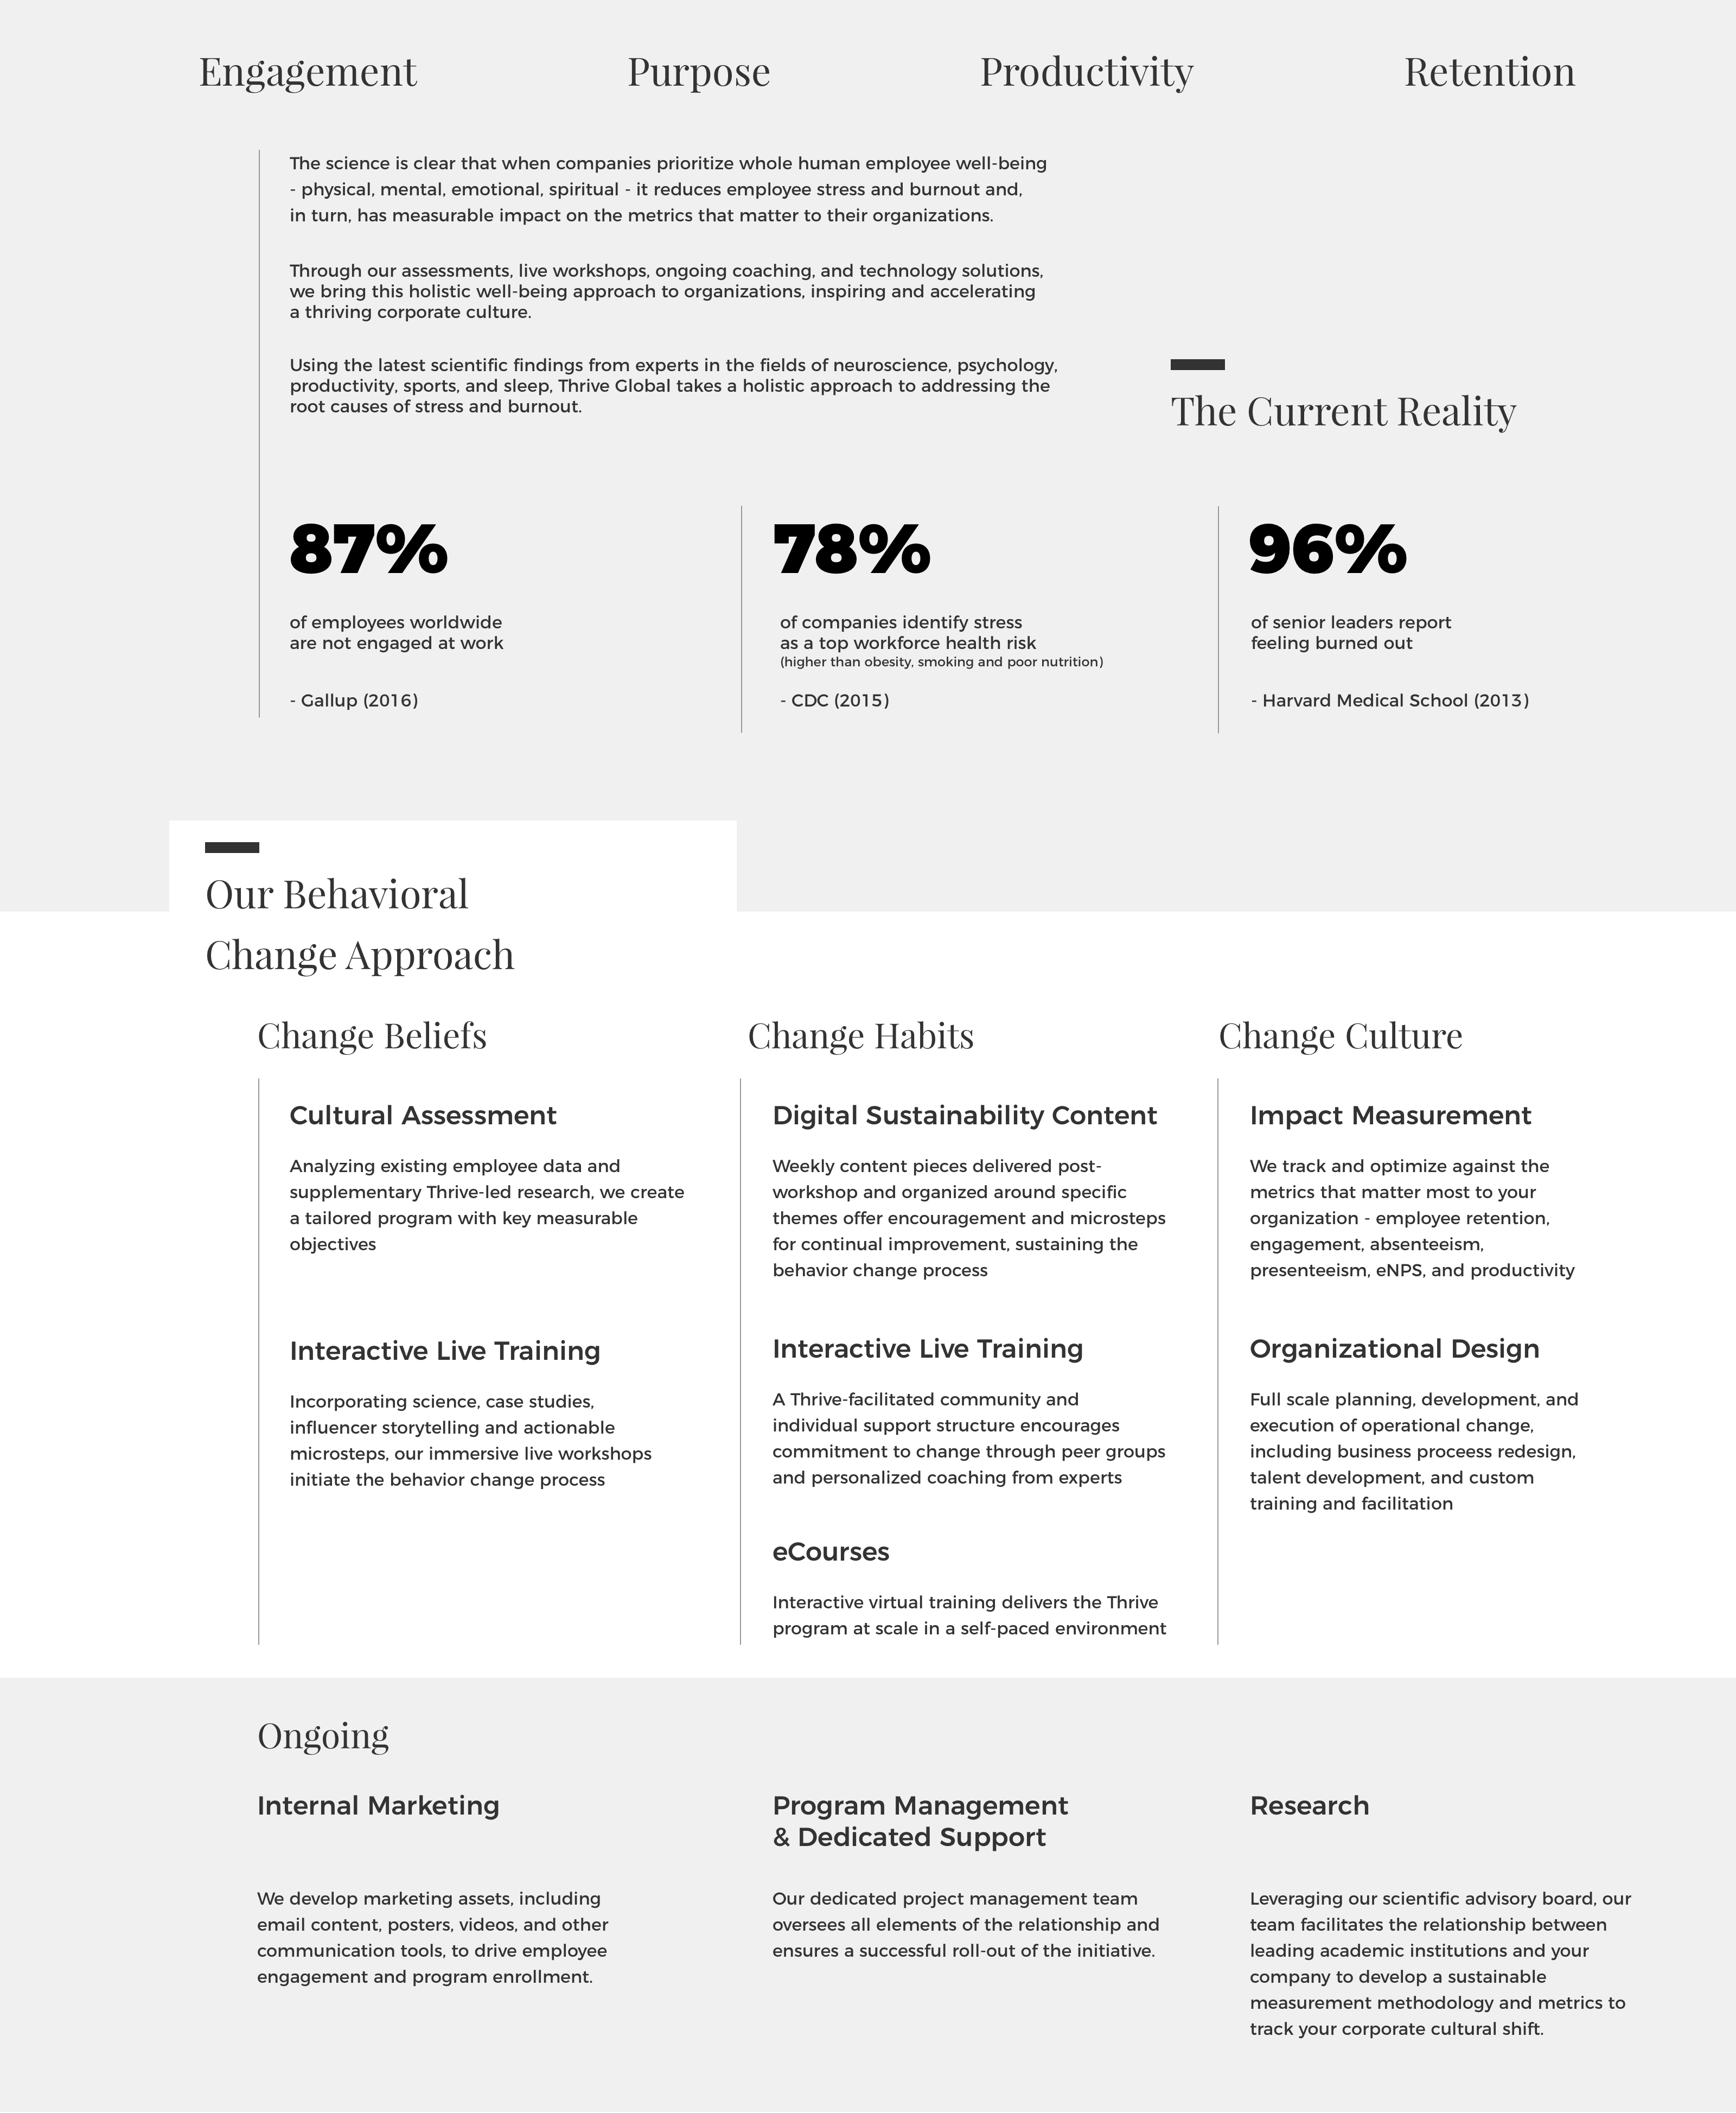 Engagement Purpose Productivity Retention
The science is clear that when companies prioritize whole human employee well-being
- physical, mental, emotional, spiritual - it reduces employee stress and burnout and,
in turn, has measurable impact on the metrics that matter to their organizations.
Through our assessments, live workshops, ongoing coaching, and technology solutions,
we bring this holistic well-being approach to organizations, inspiring and accelerating
a thriving corporate culture.
Using the latest scientific findings from experts in the fields of neuroscience, psychology,
productivity, sports, and sleep, Thrive Global takes a holistic approach to addressing the
root causes of stress and burnout.
The Current Reality
87%
of employees worldwide
are not engaged at work
- Gallup (2016)
78%
of companies identify stress
as a top workforce health risk
(higher than obesity, smoking and poor nutrition)
- CDC (2015)
96%
of senior leaders report
feeling burned out
- Harvard Medical School (2013)
Our Behavioral
Change Approach
Change Beliefs
Cultural Assessment
Analyzing existing employee data and
supplementary Thrive-led research, we create
a tailored program with key measurable
objectives
Interactive Live Training
Incorporating science, case studies,
influencer storytelling and actionable
microsteps, our immersive live workshops
initiate the behavior change process
Change Habits
Digital Sustainability Content
Weekly content pieces delivered post-
workshop and organized around specific
themes offer encouragement and microsteps
for continual improvement, sustaining the
behavior change process
Interactive Live Training
A Thrive-facilitated community and
individual support structure encourages
commitment to change through peer groups
and personalized coaching from experts
eCourses
Interactive virtual training delivers the Thrive
program at scale in a self-paced environment
Change Culture
Impact Measurement
We track and optimize against the
metrics that matter most to your
organization - employee retention,
engagement, absenteeism,
presenteeism, eNPS, and productivity
Organizational Design
Full scale planning, development, and
execution of operational change,
including business proceess redesign,
talent development, and custom
training and facilitation
Ongoing
Internal Marketing
We develop marketing assets, including
email content, posters, videos, and other
communication tools, to drive employee
engagement and program enrollment.
Program Management
& Dedicated Support
Our dedicated project management team
oversees all elements of the relationship and
ensures a successful roll-out of the initiative.
Research
Leveraging our scientific advisory board, our
team facilitates the relationship between
leading academic institutions and your
company to develop a sustainable
measurement methodology and metrics to
track your corporate cultural shift.